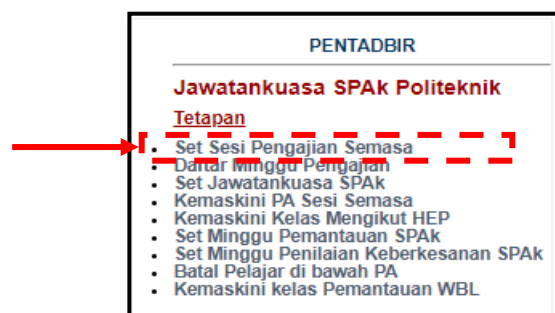 PENTADBIR
Jawatankuasa SPAk Politeknik
Tetapan
Set Sesi Pengajian Semasa
Daftar Minggu Pengajian
Set Jawatankuasa SPAk
Kemaskini PA Sesi Semasa
Kemaskini Kelas Mengikut HEP
Set Minggu Pemantauan SPAk
Set Minggu Penilaian Keberkesanan SPAk
Batal Pelajar di bawah PA
Kemaskini kelas Pemantauan WBL